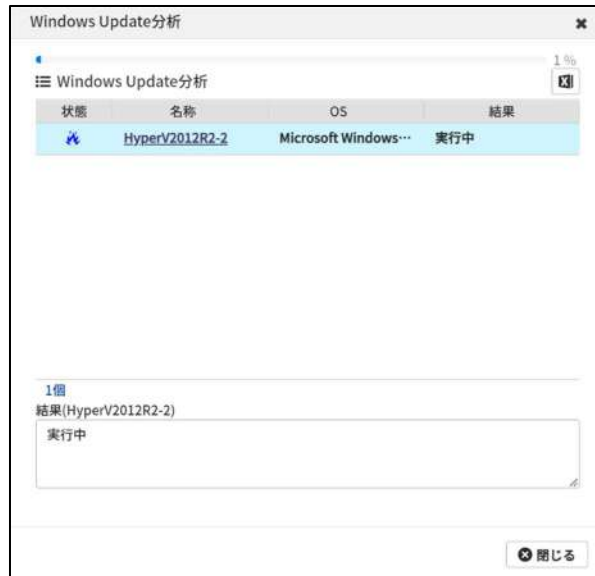 Windows Update分析
1 %
Windows Update分析
状態 名称 OS 結果
HyperV2012R2-2 Microsoft Windows… 実行中
1個
結果(HyperV2012R2-2)
実行中
閉じる